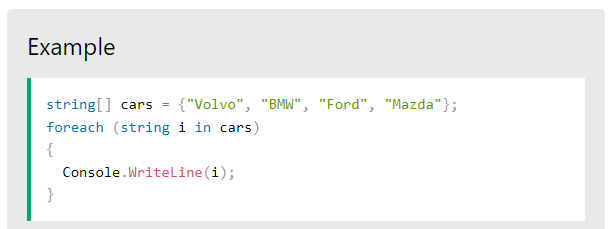 Example
string[] cars = {"Volvo", "BMW", "Ford", "Mazda"};
foreach (string i in cars)
{
  Console.WriteLine(i);
}